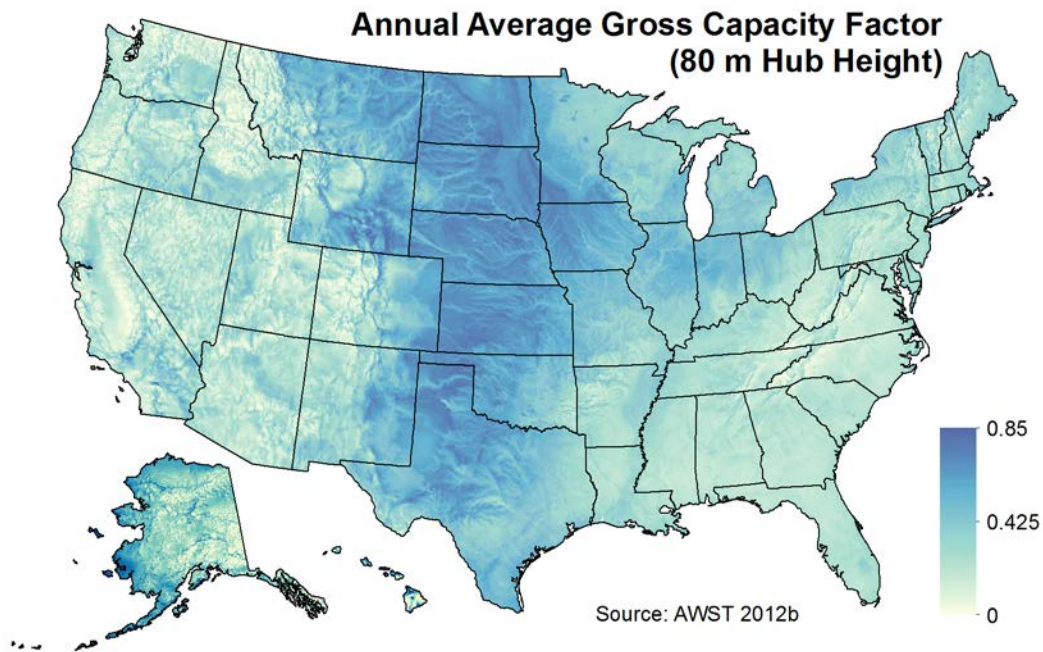 Annual Average Gross Capacity Factor
(80 m Hub Height)
0.85
0.425
0
Source: AWST 2012b